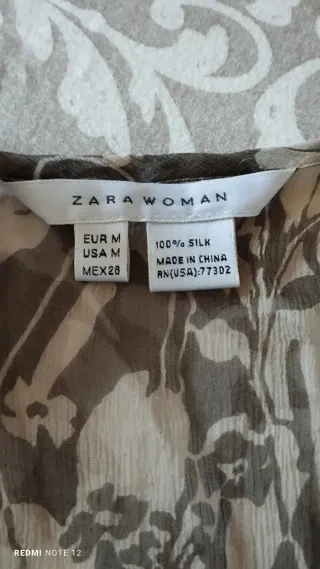 ZARA WOMAN
EUR M
USA M
MEX 28
100% SILK
MADE IN CHINA
RN(USA):77302
REDMI NOTE 12